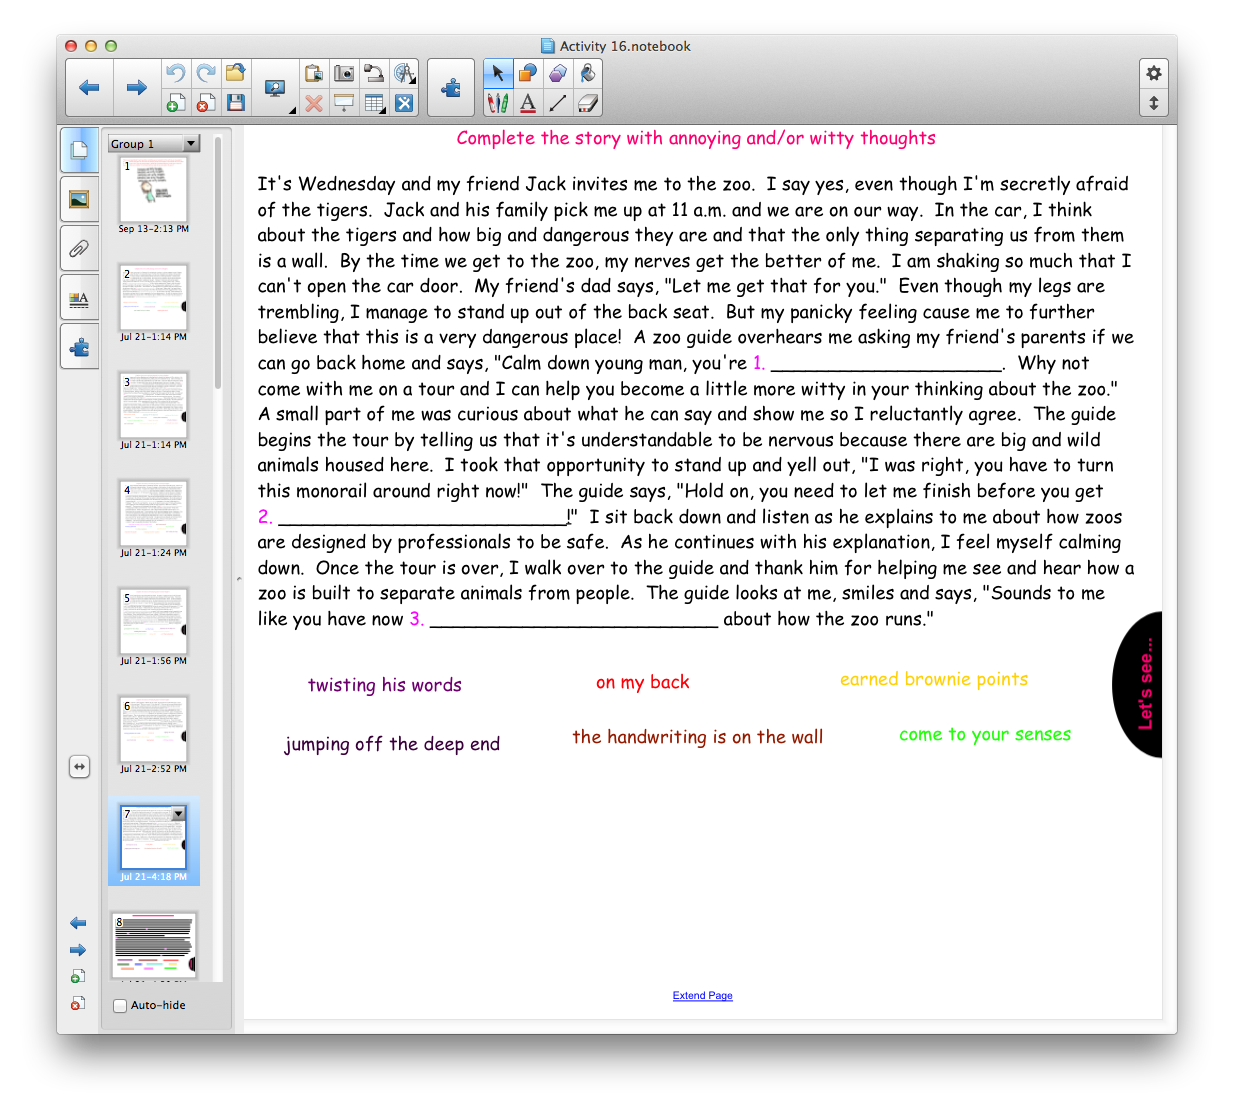 Activity 16.notebook
Group 1
1
Sep 13-2:13 PM
2
Jul 21-1:14 PM
3
Jul 21-1:14 PM
4
Jul 21-1:24 PM
5
Jul 21-1:56 PM
6
Jul 21-2:52 PM
7
Jul 21-4:18 PM
8
Auto-hide
Complete the story with annoying and/or witty thoughts
It's Wednesday and my friend Jack invites me to the zoo. I say yes, even though I'm secretly afraid
of the tigers. Jack and his family pick me up at 11 a.m. and we are on our way. In the car, I think
about the tigers and how big and dangerous they are and that the only thing separating us from them
is a wall. By the time we get to the zoo, my nerves get the better of me. I am shaking so much that I
can't open the car door. My friend's dad says, "Let me get that for you." Even though my legs are
trembling, I manage to stand up out of the back seat. But my panicky feeling cause me to further
believe that this is a very dangerous place! A zoo guide overhears me asking my friend's parents if we
can go back home and says, "Calm down young man, you're 1. ______________________. Why not
come with me on a tour and I can help you become a little more witty in your thinking about the zoo."
A small part of me was curious about what he can say and show me so I reluctantly agree. The guide
begins the tour by telling us that it's understandable to be nervous because there are big and wild
animals housed here. I took that opportunity to stand up and yell out, "I was right, you have to turn
this monorail around right now!" The guide says, "Hold on, you need to let me finish before you get
2. ___________________________!" I sit back down and listen as he explains to me about how zoos
are designed by professionals to be safe. As he continues with his explanation, I feel myself calming
down. Once the tour is over, I walk over to the guide and thank him for helping me see and hear how a
zoo is built to separate animals from people. The guide looks at me, smiles and says, "Sounds to me
like you have now 3. ___________________________ about how the zoo runs."
twisting his words
on my back
earned brownie points
jumping off the deep end
the handwriting is on the wall
come to your senses
Let's see...
Extend Page